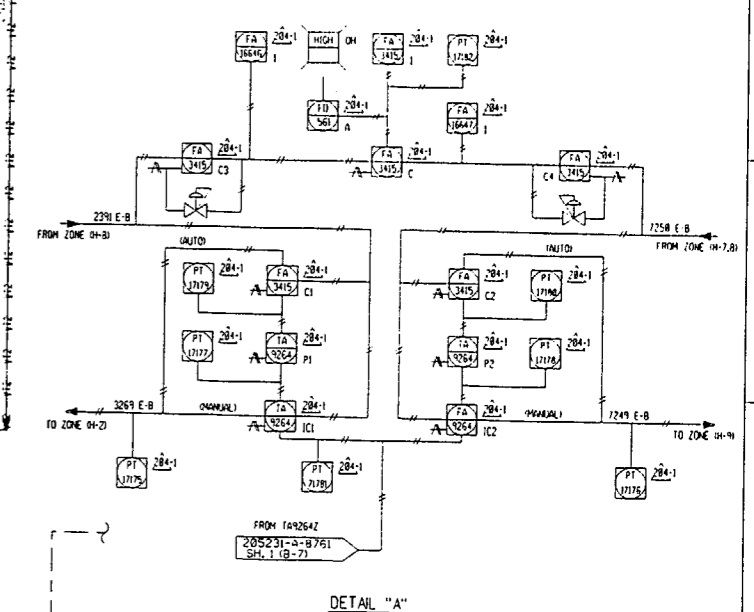 FA 16646 204-1 I
HIGH OH
FA 3415 204-1 I
PT 17182 204-1
FD 561 204-1 A
FA 16647 204-1 I
FA 3415 204-1 C3
FA 3415 204-1 C
FA 3415 204-1 C4
2391 E-B
FROM ZONE (H-8)
7250 E-B
FROM ZONE (H-7,8)
(AUTO)
(AUTO)
PT 17179 204-1
FA 3415 204-1 C1
FA 3415 204-1 C2
PT 17180 204-1
PT 17177 204-1
TA 9264 204-1 P1
TA 9264 204-1 P2
PT 17178 204-1
3269 E-B
(MANUAL)
TO ZONE (H-2)
TA 9264 204-1 IC1
FA 9264 204-1 IC2
(MANUAL)
7249 E-B
TO ZONE (H-9)
PT 17175 204-1
PT 204-1
PT 17176 204-1
FROM TA9264Z
205231-A-B761
SH. 1 (B-7)
DETAIL "A"